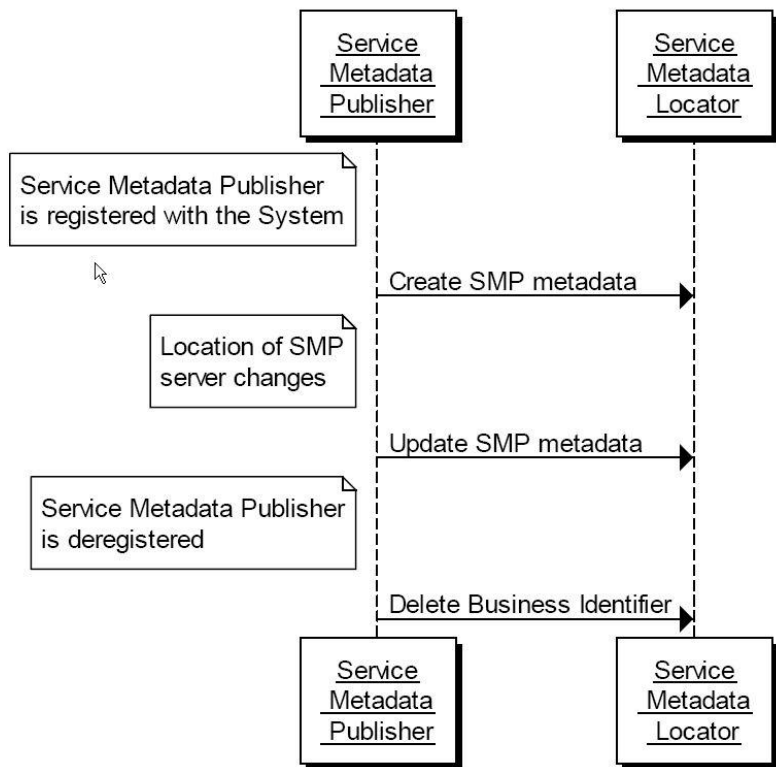 Service
Metadata
Publisher
Service
Metadata
Locator
Service Metadata Publisher
is registered with the System
Create SMP metadata
Location of SMP
server changes
Update SMP metadata
Service Metadata Publisher
is deregistered
Delete Business Identifier
Service
Metadata
Publisher
Service
Metadata
Locator